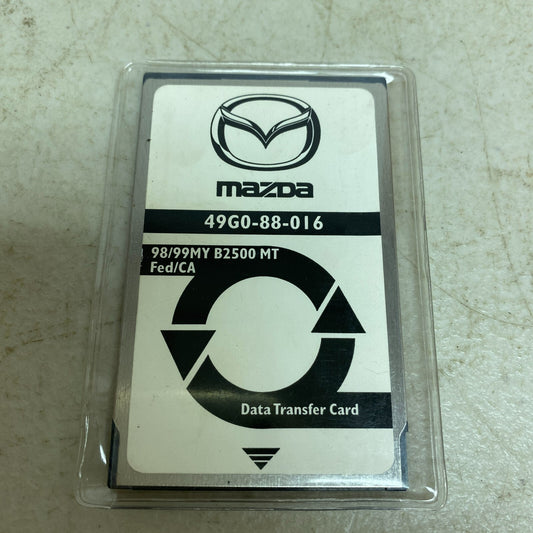 mazda
49G0-88-016
98/99MY B2500 MT
Fed/CA
Data Transfer Card